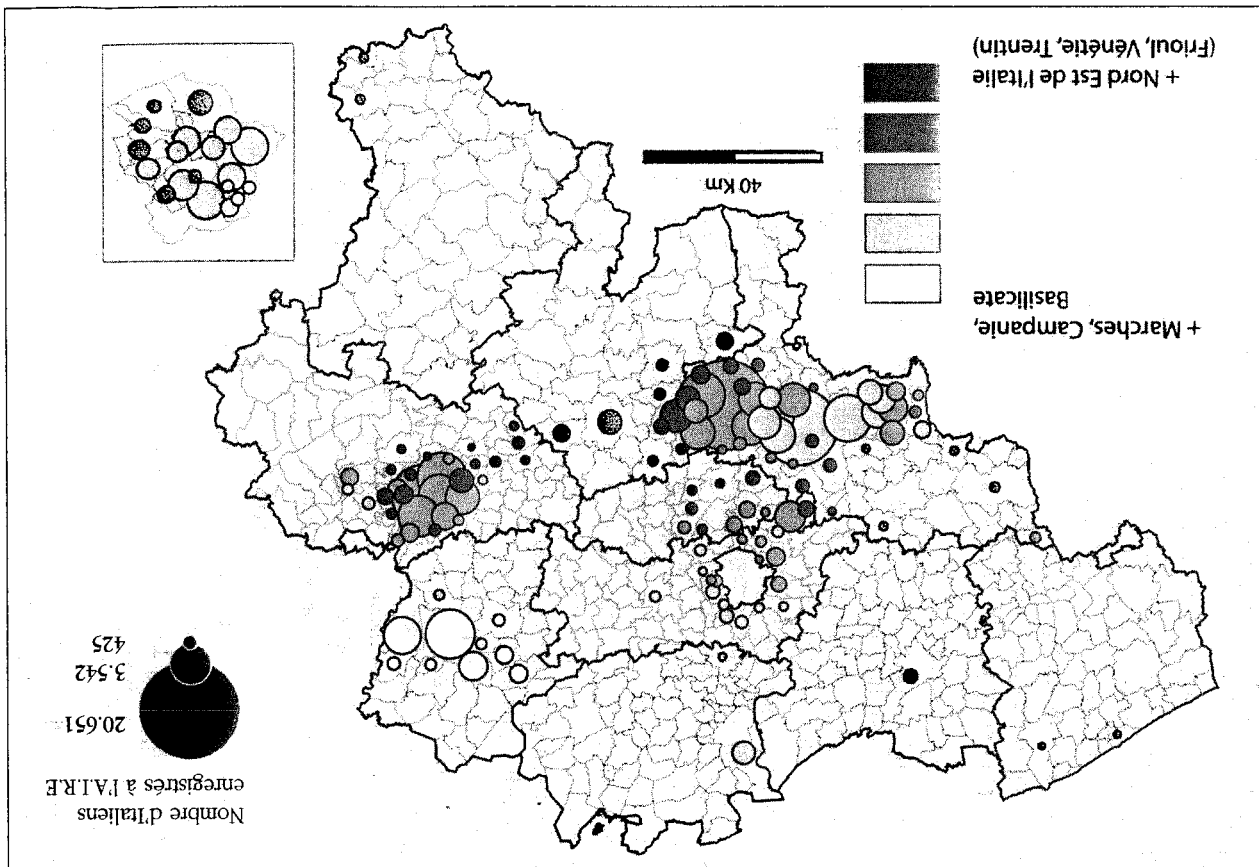 Nombre d'Italiens
enregistrés à l'A.I.R.E
20.651
3.542
425
+ Marches, Campanie,
Basilicate
40 Km
+ Nord Est de l'Italie
(Frioul, Vénétie, Trentin)